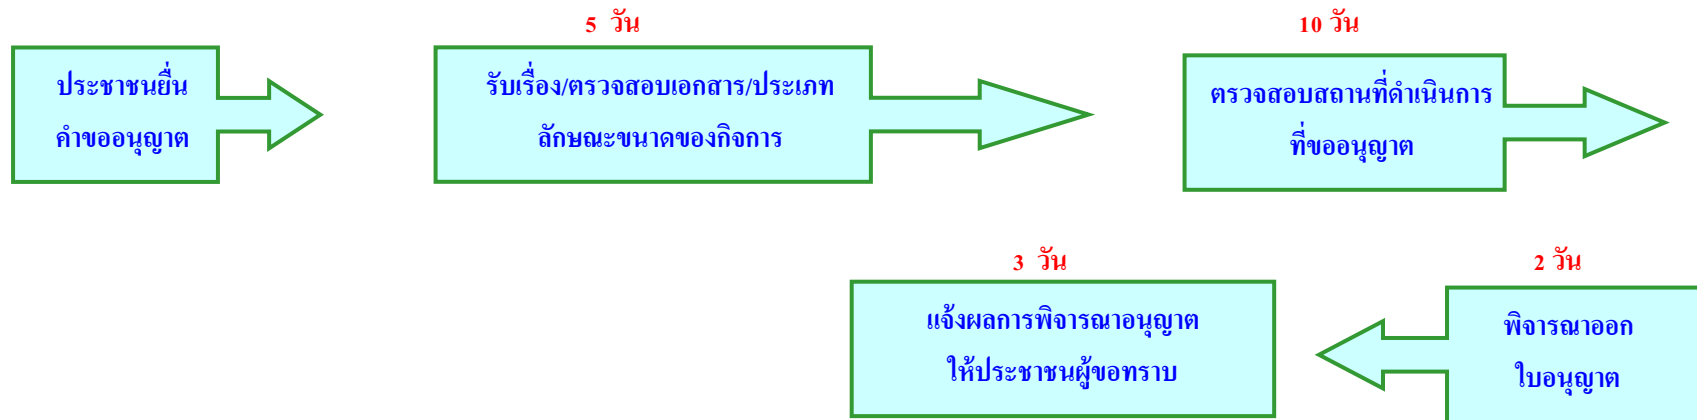 5 วัน
10 วัน
ประชาชนยื่น
คำขออนุญาต
รับเรื่อง/ตรวจสอบเอกสาร/ประเภท
ลักษณะขนาดของกิจการ
ตรวจสอบสถานที่ดำเนินการ
ที่ขออนุญาต
3 วัน
2 วัน
แจ้งผลการพิจารณาอนุญาต
ให้ประชาชนผู้ขอทราบ
พิจารณาออก
ใบอนุญาต